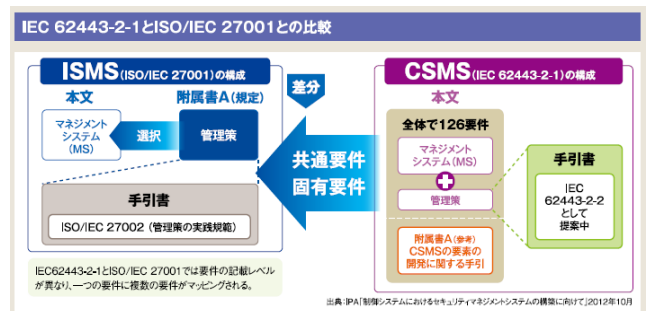 IEC 62443-2-1とISO/IEC 27001との比較
ISMS(ISO/IEC 27001)の構成
本文
附属書A(規定)
マネジメント
システム
(MS)
選択
管理策
手引書
ISO/IEC 27002（管理策の実践規範）
IEC62443-2-1とISO/IEC 27001では要件の記載レベル
が異なり、一つの要件に複数の要件がマッピングされる。
差分
共通要件
固有要件
CSMS(IEC 62443-2-1)の構成
本文
全体で126要件
マネジメント
システム(MS)
管理策
附属書A(参考)
CSMSの要素の
開発に関する手引
手引書
IEC
62443-2-2
として
提案中
出典：IPA「制御システムにおけるセキュリティマネジメントシステムの構築に向けて」2012年10月